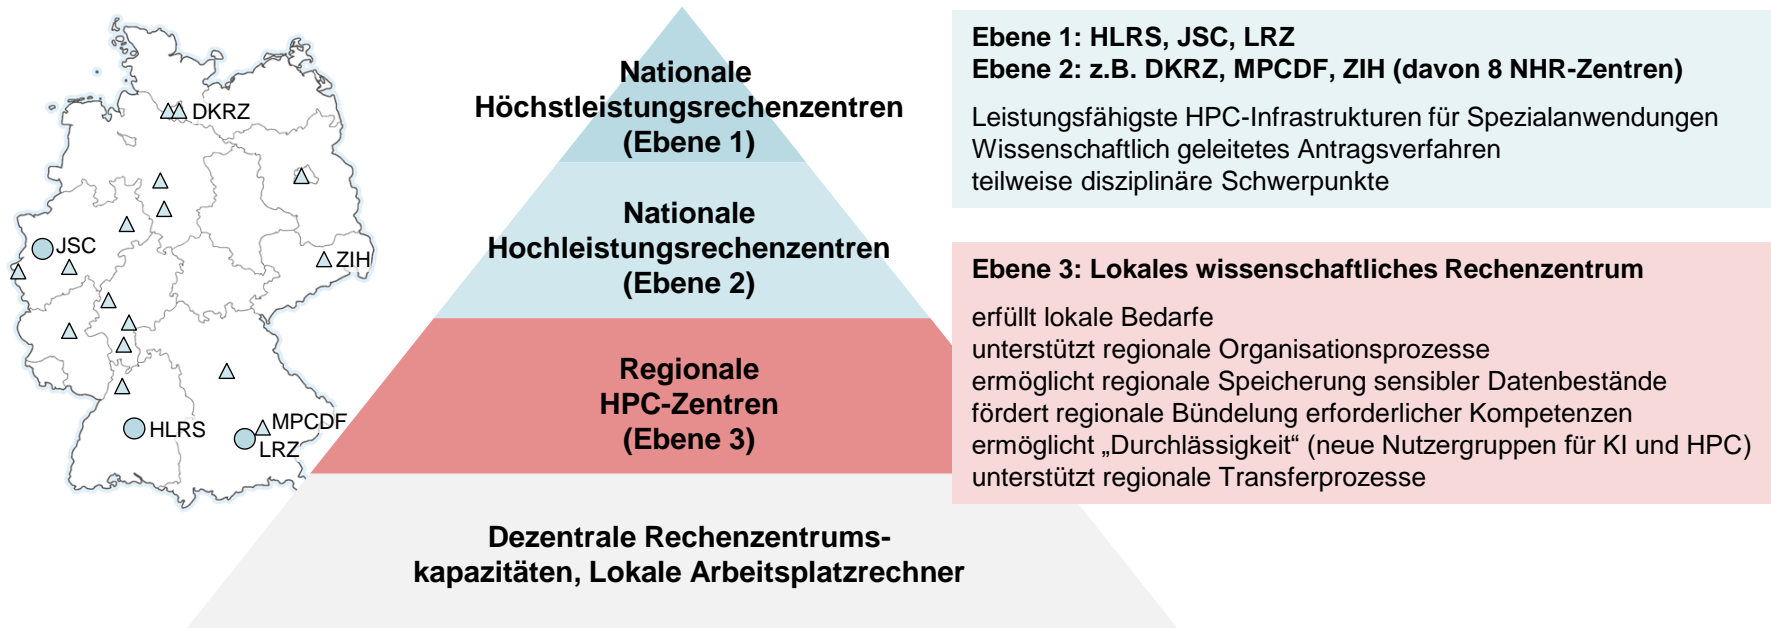 DKRZ
JSC
ZIH
HLRS
MPCDF
LRZ
Nationale
Höchstleistungsrechenzentren
(Ebene 1)
Nationale
Hochleistungsrechenzentren
(Ebene 2)
Regionale
HPC-Zentren
(Ebene 3)
Dezentrale Rechenzentrums-
kapazitäten, Lokale Arbeitsplatzrechner
Ebene 1: HLRS, JSC, LRZ
Ebene 2: z.B. DKRZ, MPCDF, ZIH (davon 8 NHR-Zentren)
Leistungsfähigste HPC-Infrastrukturen für Spezialanwendungen
Wissenschaftlich geleitetes Antragsverfahren
teilweise disziplinäre Schwerpunkte
Ebene 3: Lokales wissenschaftliches Rechenzentrum
erfüllt lokale Bedarfe
unterstützt regionale Organisationsprozesse
ermöglicht regionale Speicherung sensibler Datenbestände
fördert regionale Bündelung erforderlicher Kompetenzen
ermöglicht „Durchlässigkeit“ (neue Nutzergruppen für KI und HPC)
unterstützt regionale Transferprozesse